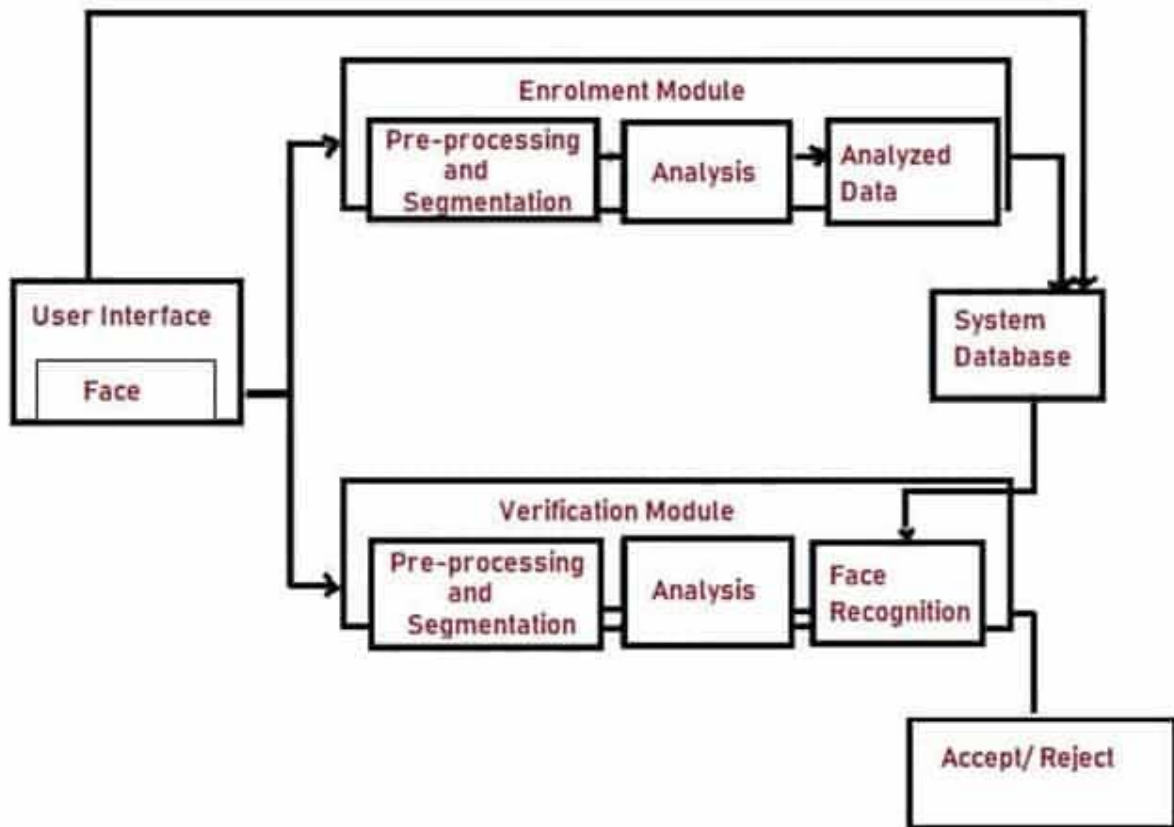 Enrolment Module
Pre-processing
and
Segmentation
Analysis
Analyzed
Data
User Interface
Face
System
Database
Verification Module
Pre-processing
and
Segmentation
Analysis
Face
Recognition
Accept/ Reject